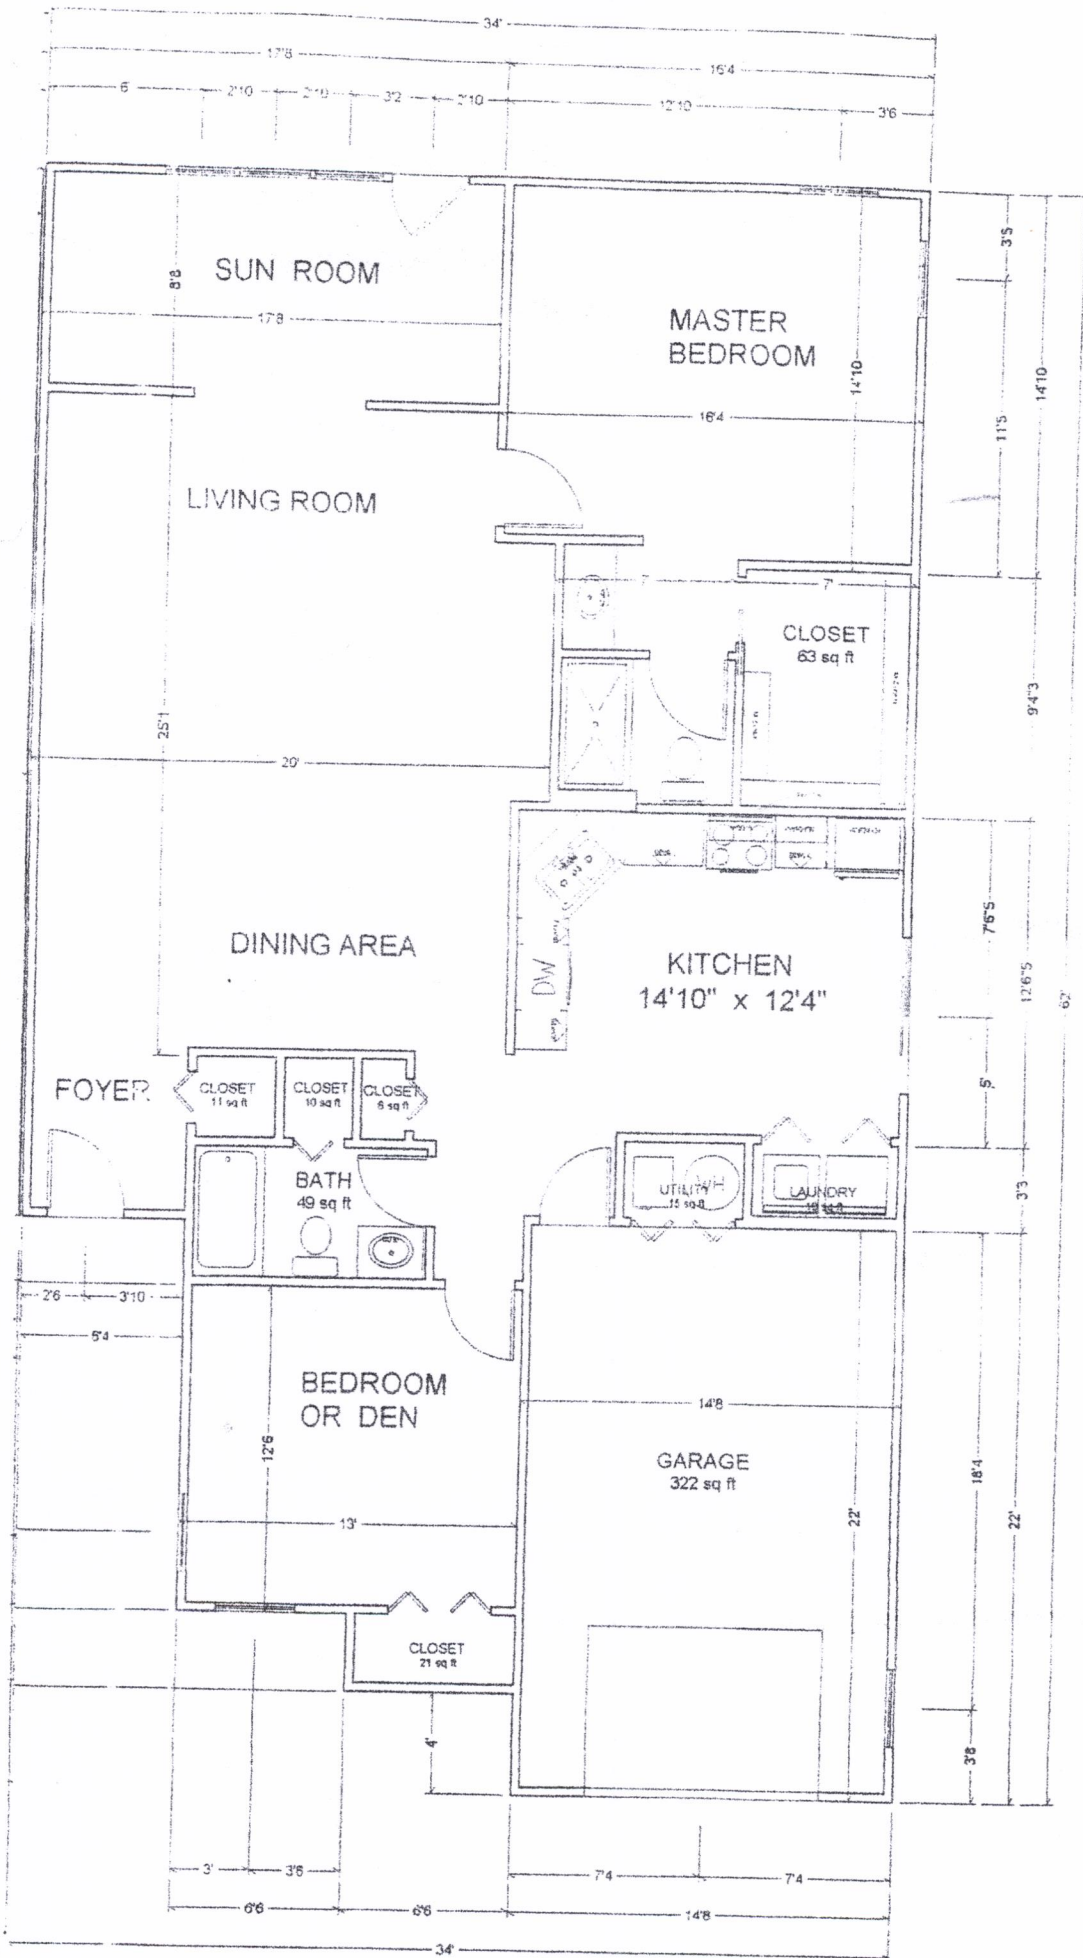 34'
17'8
16'4
6'
2'10
2'10
3'2
2'10
12'10
3'6
SUN ROOM
8'8
17'8
MASTER
BEDROOM
16'4
14'10
3'5
11'5
14'10
LIVING ROOM
7'
7'
CLOSET
63 sq ft
9'4"3
25'1
20'
DINING AREA
DW
KITCHEN
14'10" x 12'4"
7'6"5
12'6"5
62'
5'
FOYER
CLOSET
11 sq ft
CLOSET
10 sq ft
CLOSET
6 sq ft
BATH
49 sq ft
UTILITY
15 sq ft
WH
LAUNDRY
3'3
2'6
3'10
6'4
BEDROOM
OR DEN
12'6
13'
14'8
GARAGE
322 sq ft
22'
18'4
22'
3'8
CLOSET
21 sq ft
4'
3'
3'6
7'4
7'4
6'6
6'6
14'8
34'